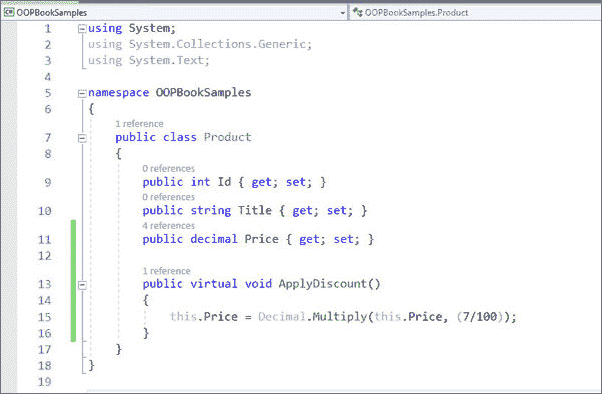 OOPBookSamples OOPBookSamples.Product
1 using System;
2 using System.Collections.Generic;
3 using System.Text;
4
5 namespace OOPBookSamples
6 {
1 reference
7 public class Product
8 {
0 references
9 public int Id { get; set; }
0 references
10 public string Title { get; set; }
4 references
11 public decimal Price { get; set; }
12
1 reference
13 public virtual void ApplyDiscount()
14 {
15 this.Price = Decimal.Multiply(this.Price, (7/100));
16 }
17 }
18 }
19